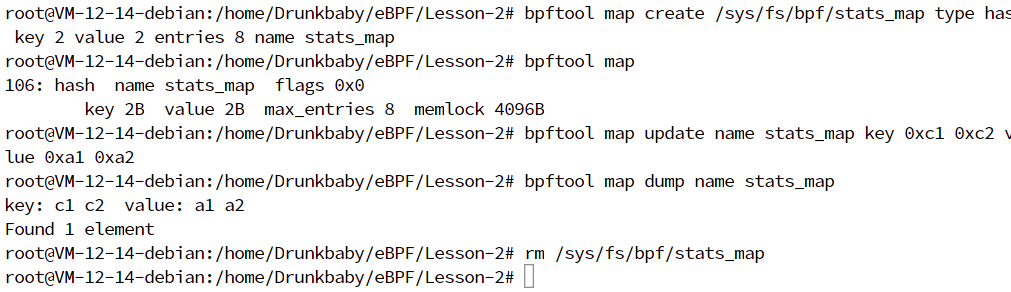 root@VM-12-14-debian:/home/Drunkbaby/eBPF/Lesson-2# bpftool map create /sys/fs/bpf/stats_map type has
 key 2 value 2 entries 8 name stats_map
root@VM-12-14-debian:/home/Drunkbaby/eBPF/Lesson-2# bpftool map
106: hash  name stats_map  flags 0x0
        key 2B  value 2B  max_entries 8  memlock 4096B
root@VM-12-14-debian:/home/Drunkbaby/eBPF/Lesson-2# bpftool map update name stats_map key 0xc1 0xc2 v
lue 0xa1 0xa2
root@VM-12-14-debian:/home/Drunkbaby/eBPF/Lesson-2# bpftool map dump name stats_map
key: c1 c2  value: a1 a2
Found 1 element
root@VM-12-14-debian:/home/Drunkbaby/eBPF/Lesson-2# rm /sys/fs/bpf/stats_map
root@VM-12-14-debian:/home/Drunkbaby/eBPF/Lesson-2#